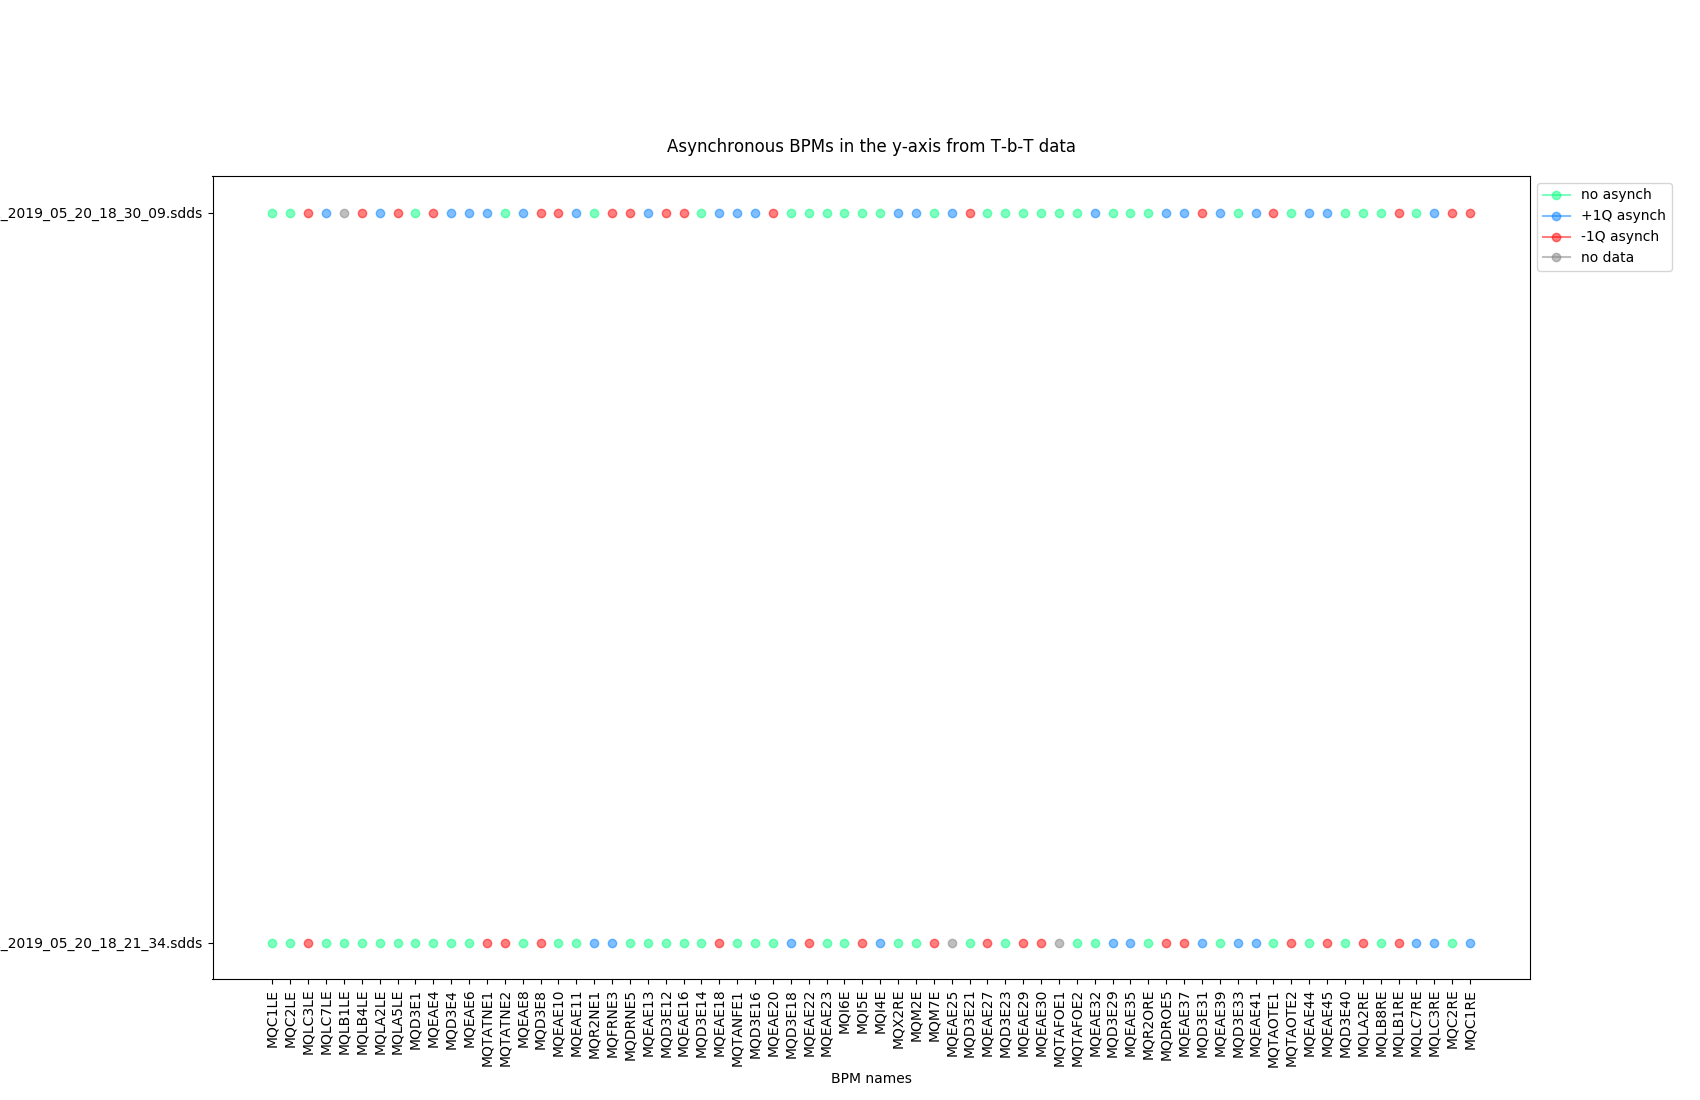 Asynchronous BPMs in the y-axis from T-b-T data
_2019_05_20_18_30_09.sdds
no asynch
+1Q asynch
-1Q asynch
no data
_2019_05_20_18_21_34.sdds
MQC1LE
MQC2LE
MQLC3LE
MQLC7LE
MQLB1LE
MQLB4LE
MQLA2LE
MQLA5LE
MQD3E1
MQEAE4
MQD3E4
MQEAE6
MQTATNE1
MQTATNE2
MQEAE8
MQD3E8
MQEAE10
MQEAE11
MQR2NE1
MQFRNE3
MQDRNE5
MQEAE13
MQD3E12
MQEAE16
MQD3E14
MQEAE18
MQTANFE1
MQD3E16
MQEAE20
MQD3E18
MQEAE22
MQEAE23
MQI6E
MQI5E
MQI4E
MQX2RE
MQM2E
MQM7E
MQEAE25
MQD3E21
MQEAE27
MQD3E23
MQEAE29
MQEAE30
MQTAFOE1
MQTAFOE2
MQEAE32
MQD3E29
MQEAE35
MQR2ORE
MQDROE5
MQEAE37
MQD3E31
MQEAE39
MQD3E33
MQEAE41
MQTAOTE1
MQTAOTE2
MQEAE44
MQEAE45
MQD3E40
MQLA2RE
MQLB8RE
MQLB1RE
MQLC7RE
MQLC3RE
MQC2RE
MQC1RE
BPM names